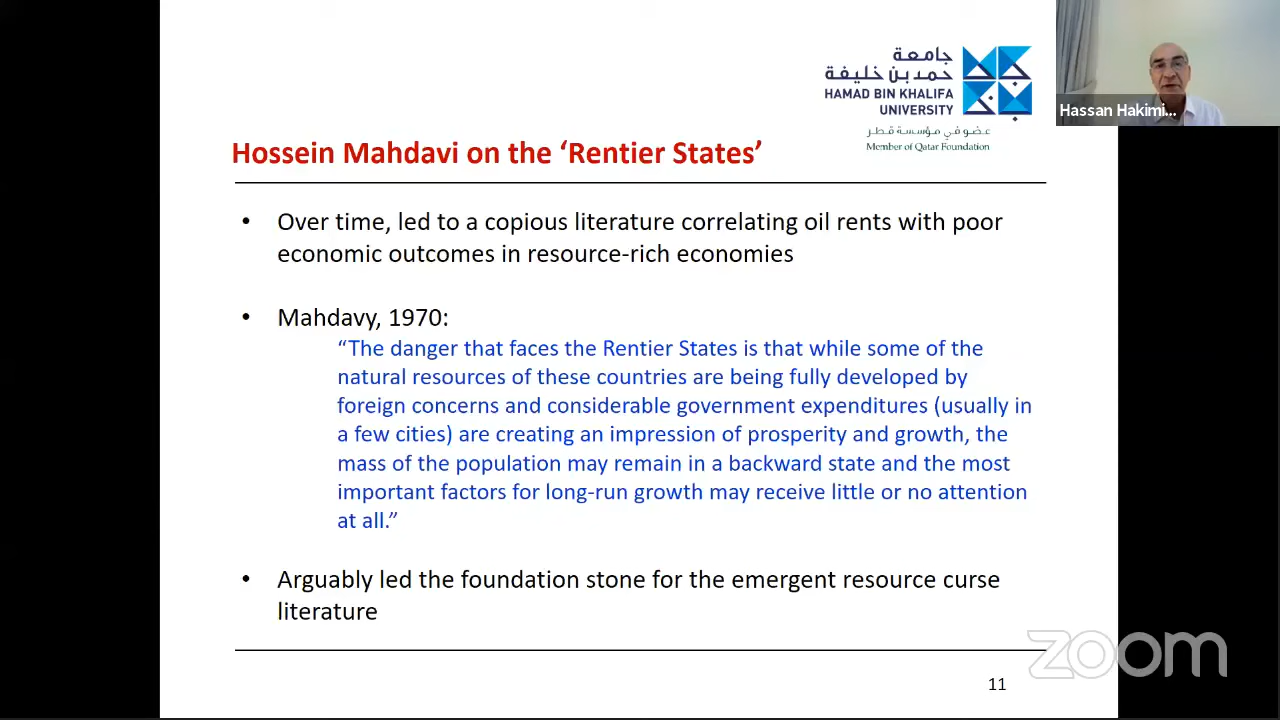 جامعة
حمد بن خليفة
HAMAD BIN KHALIFA
UNIVERSITY
عضو في مؤسسة قطر
Member of Qatar Foundation
Hassan Hakimi...
Hossein Mahdavi on the ‘Rentier States’
• Over time, led to a copious literature correlating oil rents with poor
economic outcomes in resource-rich economies
• Mahdavy, 1970:
“The danger that faces the Rentier States is that while some of the
natural resources of these countries are being fully developed by
foreign concerns and considerable government expenditures (usually in
a few cities) are creating an impression of prosperity and growth, the
mass of the population may remain in a backward state and the most
important factors for long-run growth may receive little or no attention
at all.”
• Arguably led the foundation stone for the emergent resource curse
literature
zoom
11